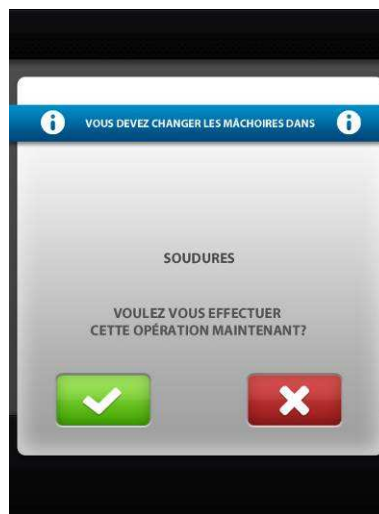 VOUS DEVEZ CHANGER LES MÂCHOIRES DANS
SOUDURES
VOULEZ VOUS EFFECTUER
CETTE OPÉRATION MAINTENANT?